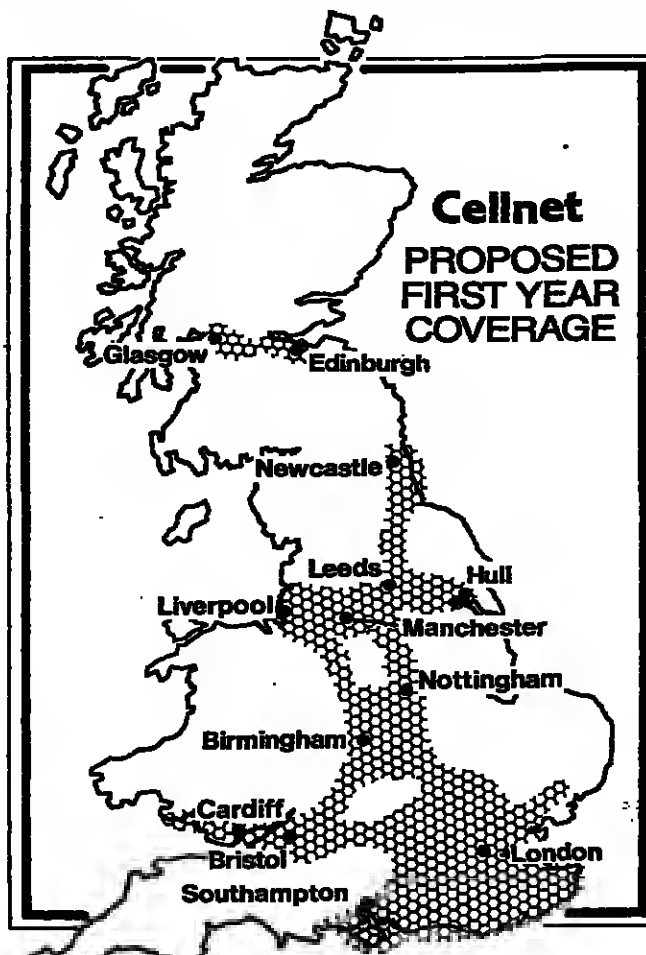 Cellnet
PROPOSED
FIRST YEAR
COVERAGE
Glasgow
Edinburgh
Newcastle
Leeds
Hull
Liverpool
Manchester
Nottingham
Birmingham
Cardiff
Bristol
London
Southampton